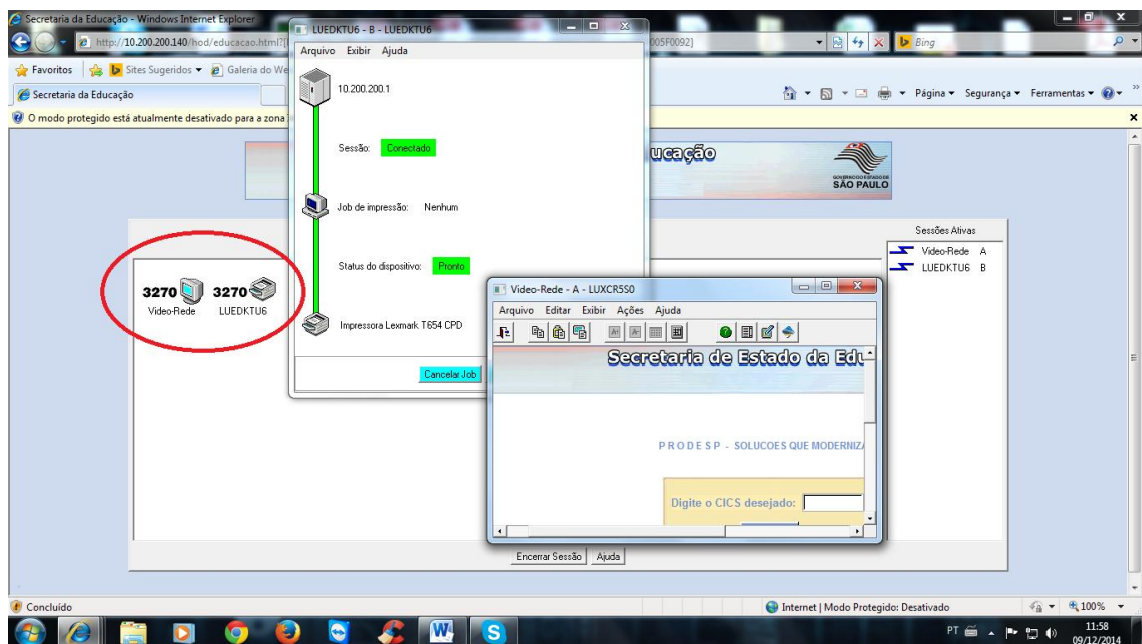 Secretaria da Educação - Windows Internet Explorer
http://10.200.200.140/hod/educacao.html?[
005F0092]
Bing
Favoritos
Sites Sugeridos
Galeria do We
Secretaria da Educação
Página
Segurança
Ferramentas
O modo protegido está atualmente desativado para a zona
ucação
GOVERNO DO ESTADO DE
SÃO PAULO
3270
Video-Rede
3270
LUEDKTU6
LUEDKTU6 - B - LUEDKTU6
Arquivo Exibir Ajuda
10.200.200.1
Sessão: Conectado
Job de impressão: Nenhum
Status do dispositivo: Pronto
Impressora Lexmark T654 CPD
Cancelar Job
Sessões Ativas
Video-Rede A
LUEDKTU6 B
Video-Rede - A - LUXCR5S0
Arquivo Editar Exibir Ações Ajuda
Secretaria de Estado da Edu
P R O D E S P - SOLUCOES QUE MODERNIZA
Digite o CICS desejado:
Encerrar Sessão
Ajuda
Concluído
Internet | Modo Protegido: Desativado
100%
PT
11:58
09/12/2014